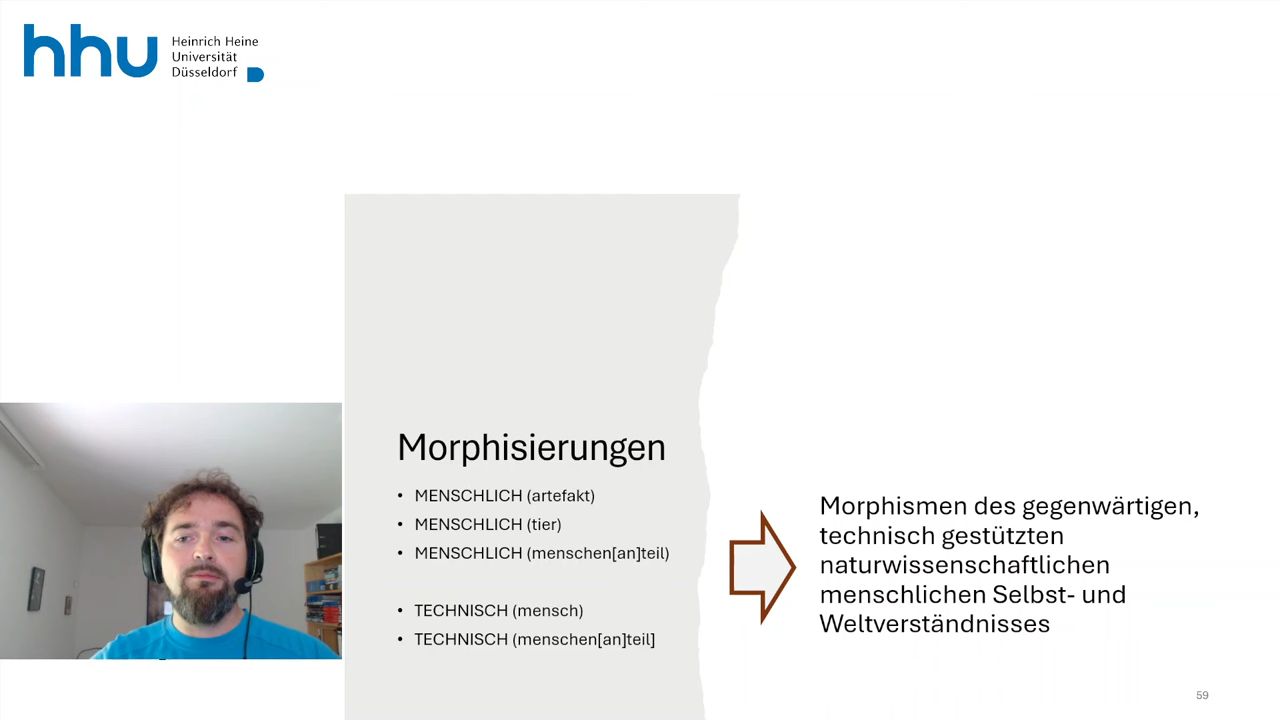 hhu
Heinrich Heine
Universität
Düsseldorf
Morphisierungen
• MENSCHLICH (artefakt)
• MENSCHLICH (tier)
• MENSCHLICH (menschen[an]teil)
• TECHNISCH (mensch)
• TECHNISCH (menschen[an]teil]
Morphismen des gegenwärtigen,
technisch gestützten
naturwissenschaftlichen
menschlichen Selbst- und
Weltverständnisses
59